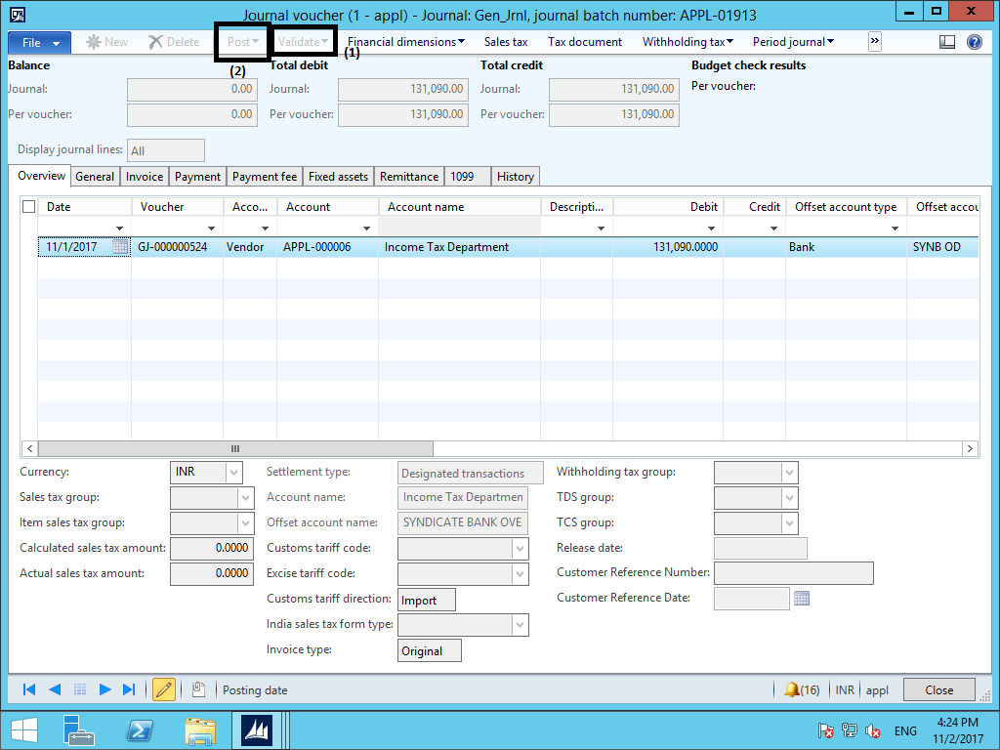 Journal voucher (1 - appl) - Journal: Gen_Jrnl, journal batch number: APPL-01913
File New Delete Post Validate Financial dimensions Sales tax Tax document Withholding tax Period journal »
(2) (1)
Balance Total debit Total credit Budget check results
Journal: 0.00 Journal: 131,090.00 Journal: 131,090.00 Per voucher:
Per voucher: 0.00 Per voucher: 131,090.00 Per voucher: 131,090.00
Display journal lines: All
Overview General Invoice Payment Payment fee Fixed assets Remittance 1099 History
Date Voucher Acco... Account Account name Descripti... Debit Credit Offset account type Offset accou
11/1/2017 GJ-000000524 Vendor APPL-000006 Income Tax Department 131,090.0000 Bank SYNB OD
Currency: INR Settlement type: Designated transactions Withholding tax group:
Sales tax group: Account name: Income Tax Departmen TDS group:
Item sales tax group: Offset account name: SYNDICATE BANK OVE TCS group:
Calculated sales tax amount: 0.0000 Customs tariff code: Release date:
Actual sales tax amount: 0.0000 Excise tariff code: Customer Reference Number:
Customs tariff direction: Import Customer Reference Date:
India sales tax form type:
Invoice type: Original
Posting date (16) INR appl Close
ENG 4:24 PM
11/2/2017